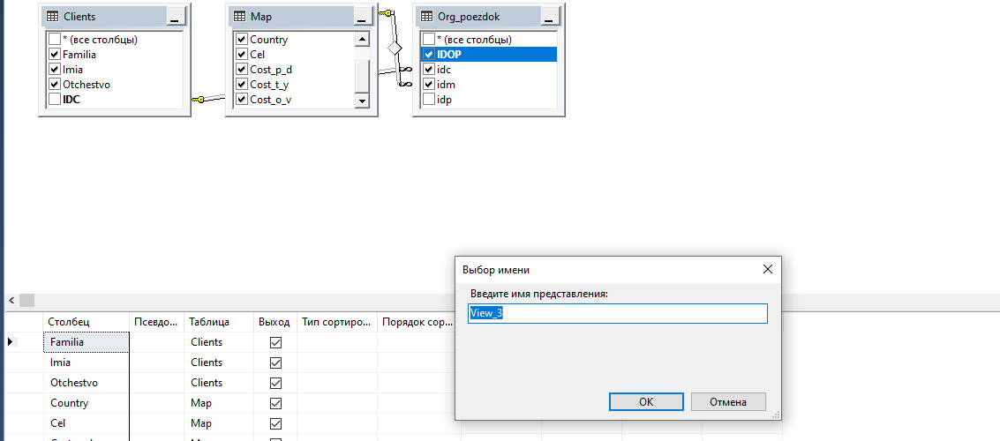 Clients
* (все столбцы)
Familia
Imia
Otchestvo
IDC
Map
Country
Cel
Cost_p_d
Cost_t_y
Cost_o_v
Org_poezdok
* (все столбцы)
IDOP
idc
idm
idp
Выбор имени
Введите имя представления:
View_3
OK
Отмена
Столбец Псевдо... Таблица Выход Тип сортиро... Порядок сор...
Familia Clients
Imia Clients
Otchestvo Clients
Country Map
Cel Map